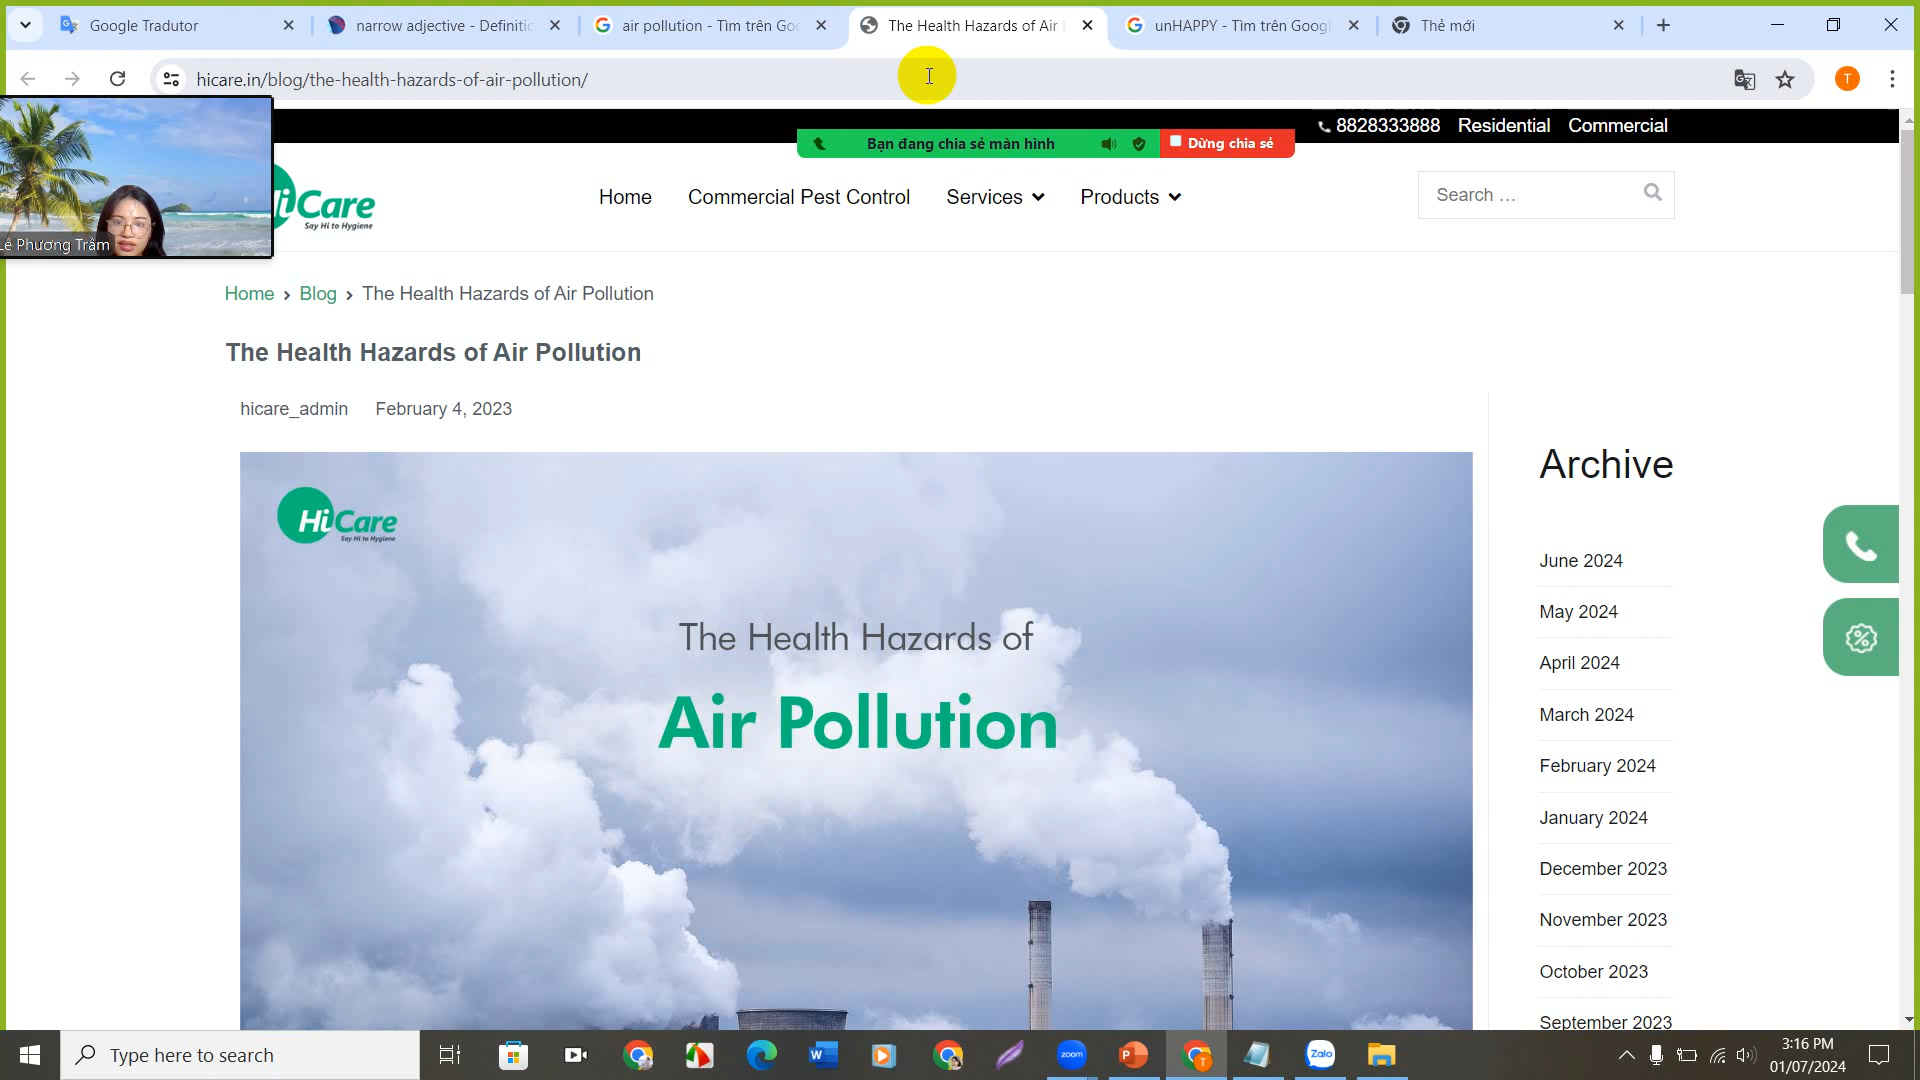 Google Tradutor
narrow adjective - Definitio
air pollution - Tìm trên Goo
The Health Hazards of Air
unHAPPY - Tìm trên Googl
Thẻ mới
hicare.in/blog/the-health-hazards-of-air-pollution/
T
8828333888 Residential Commercial
Bạn đang chia sẻ màn hình
Dừng chia sẻ
HiCare
Say Hi to Hygiene
Home
Commercial Pest Control
Services
Products
Search …
Lê Phương Trâm
Home > Blog > The Health Hazards of Air Pollution
The Health Hazards of Air Pollution
hicare_admin February 4, 2023
HiCare
Say Hi to Hygiene
The Health Hazards of
Air Pollution
Archive
June 2024
May 2024
April 2024
March 2024
February 2024
January 2024
December 2023
November 2023
October 2023
September 2023
Type here to search
zoom
Zalo
3:16 PM
01/07/2024